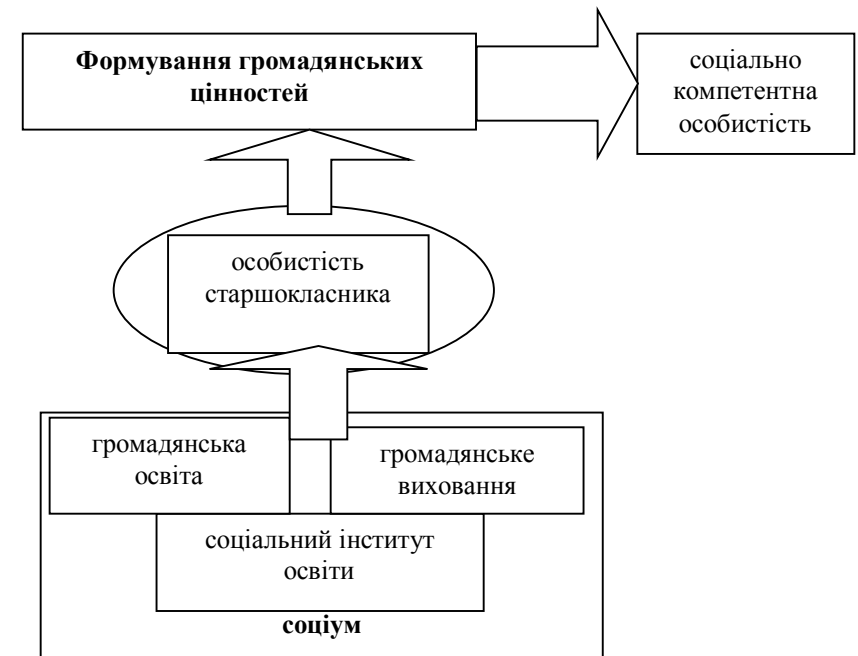 Формування громадянських
цінностей
соціально
компетентна
особистість
особистість
старшокласника
громадянська
освіта
громадянське
виховання
соціальний інститут
освіти
соціум